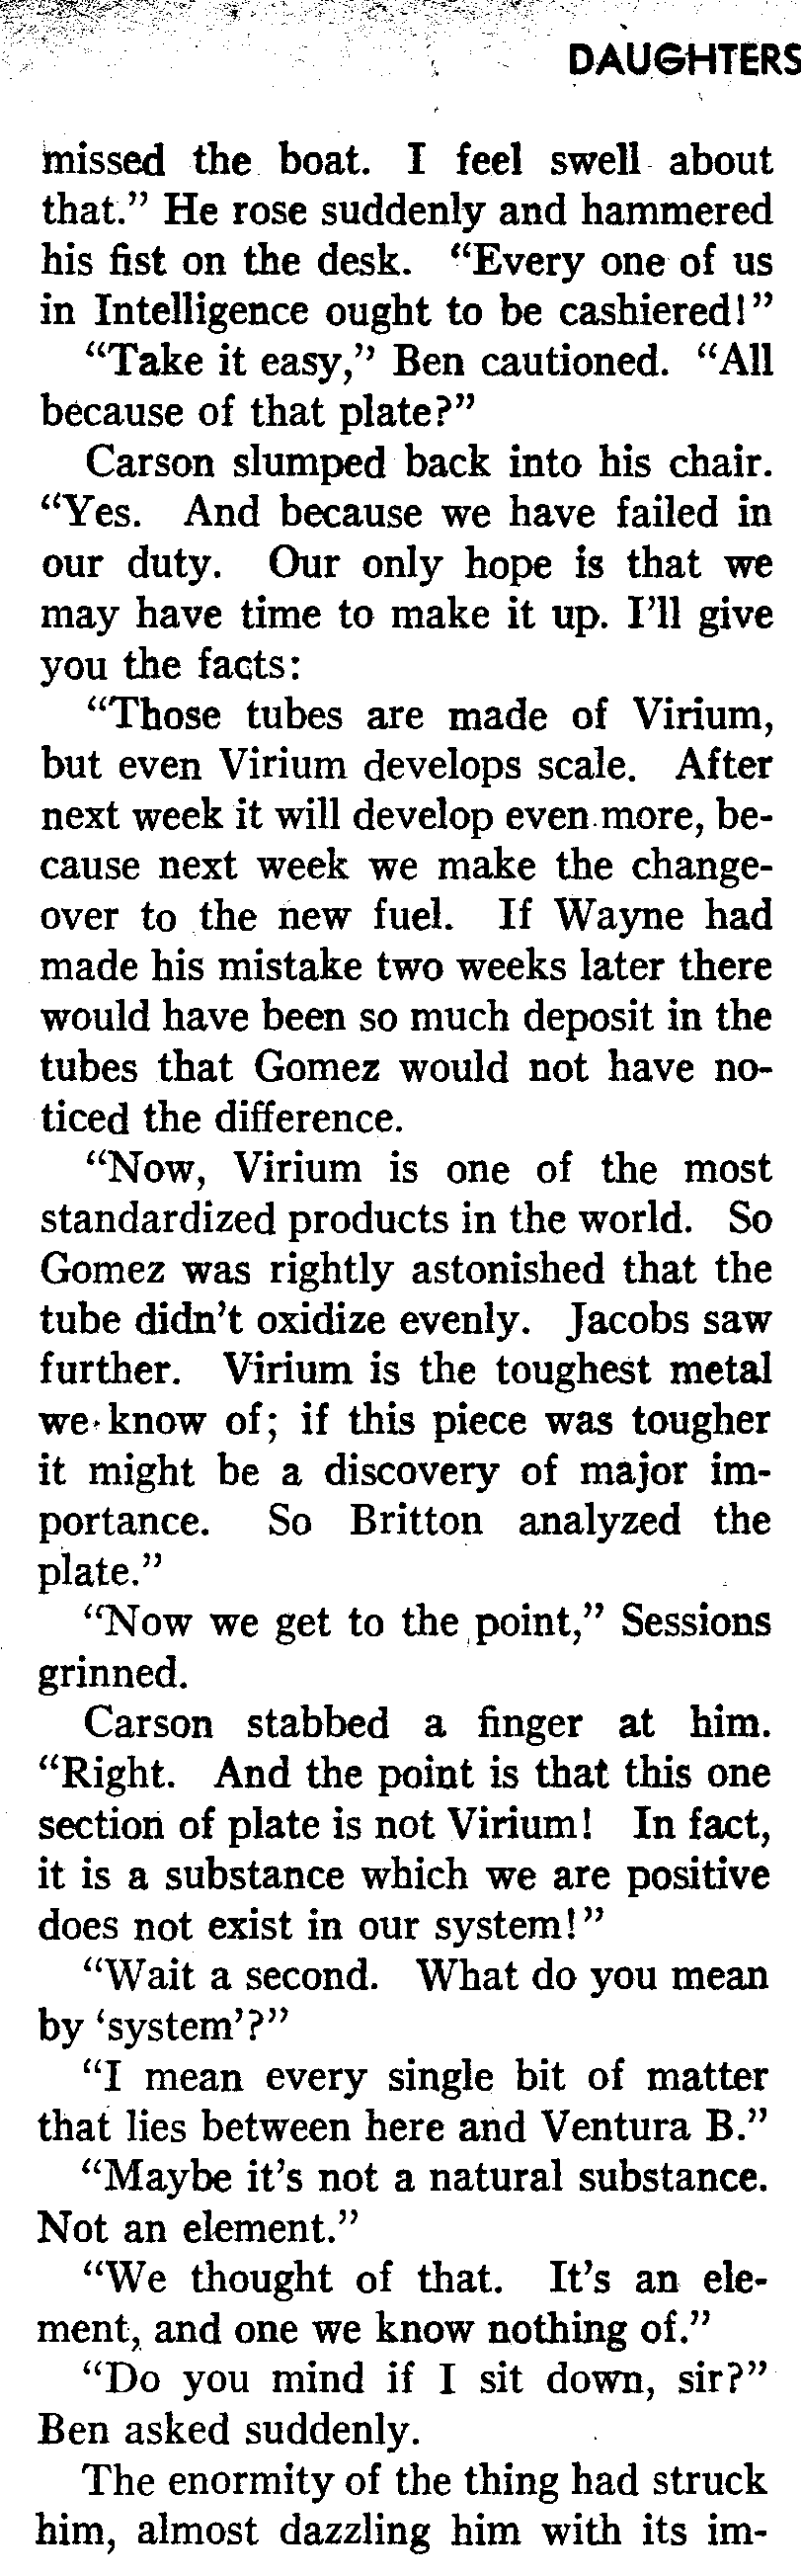 DAUGHTERS
missed the boat. I feel swell about
that.” He rose suddenly and hammered
his fist on the desk. “Every one of us
in Intelligence ought to be cashiered!”
“Take it easy,” Ben cautioned. “All
because of that plate?”
Carson slumped back into his chair.
“Yes. And because we have failed in
our duty. Our only hope is that we
may have time to make it up. I’ll give
you the facts:
“Those tubes are made of Virium,
but even Virium develops scale. After
next week it will develop even more, be-
cause next week we make the change-
over to the new fuel. If Wayne had
made his mistake two weeks later there
would have been so much deposit in the
tubes that Gomez would not have no-
ticed the difference.
“Now, Virium is one of the most
standardized products in the world. So
Gomez was rightly astonished that the
tube didn’t oxidize evenly. Jacobs saw
further. Virium is the toughest metal
we know of; if this piece was tougher
it might be a discovery of major im-
portance. So Britton analyzed the
plate.”
“Now we get to the point,” Sessions
grinned.
Carson stabbed a finger at him.
“Right. And the point is that this one
section of plate is not Virium! In fact,
it is a substance which we are positive
does not exist in our system!”
“Wait a second. What do you mean
by ‘system’?”
“I mean every single bit of matter
that lies between here and Ventura B.”
“Maybe it’s not a natural substance.
Not an element.”
“We thought of that. It’s an ele-
ment, and one we know nothing of.”
“Do you mind if I sit down, sir?”
Ben asked suddenly.
The enormity of the thing had struck
him, almost dazzling him with its im-